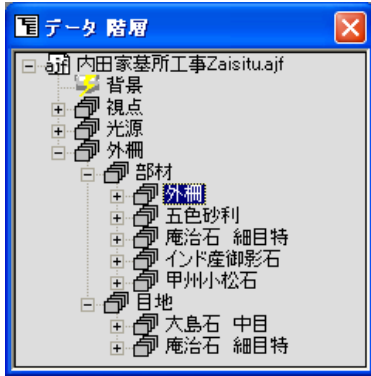 データ 階層
ajf 内田家墓所工事Zaisitu.ajf
背景
視点
光源
外柵
部材
外柵
五色砂利
庵治石 細目特
インド産御影石
甲州小松石
目地
大島石 中目
庵治石 細目特